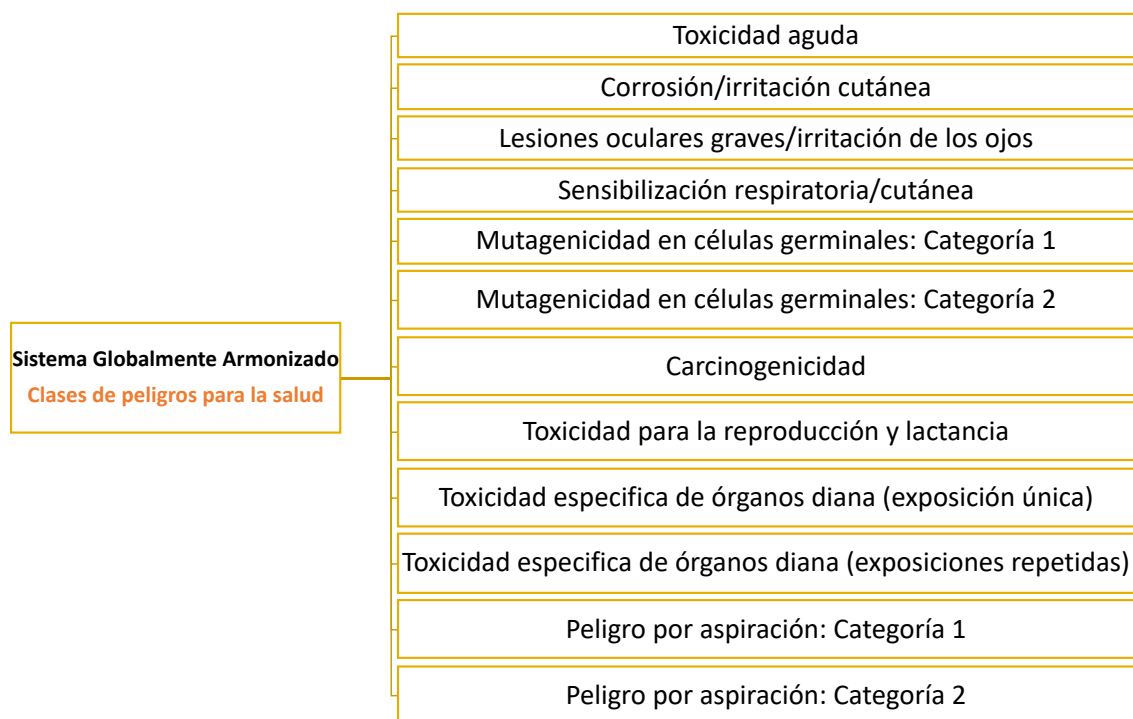 Sistema Globalmente Armonizado
Clases de peligros para la salud
Toxicidad aguda
Corrosión/irritación cutánea
Lesiones oculares graves/irritación de los ojos
Sensibilización respiratoria/cutánea
Mutagenicidad en células germinales: Categoría 1
Mutagenicidad en células germinales: Categoría 2
Carcinogenicidad
Toxicidad para la reproducción y lactancia
Toxicidad especifica de órganos diana (exposición única)
Toxicidad especifica de órganos diana (exposiciones repetidas)
Peligro por aspiración: Categoría 1
Peligro por aspiración: Categoría 2